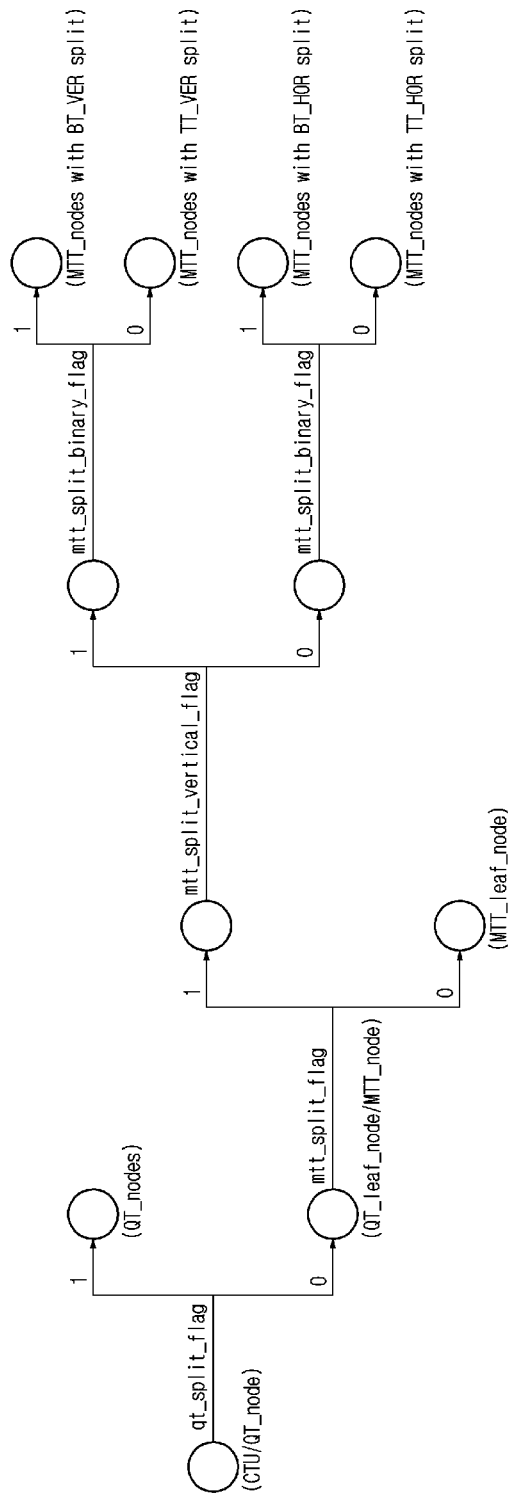 qt_split_flag
(CTU/QT_node)
1
(QT_nodes)
0
(QT_leaf_node/MTT_node)
mtt_split_flag
1
0
(MTT_leaf_node)
mtt_split_vertical_flag
1
0
mtt_split_binary_flag
1
(MTT_nodes with BT_VER split)
0
(MTT_nodes with TT_VER split)
mtt_split_binary_flag
1
(MTT_nodes with BT_HOR split)
0
(MTT_nodes with TT_HOR split)